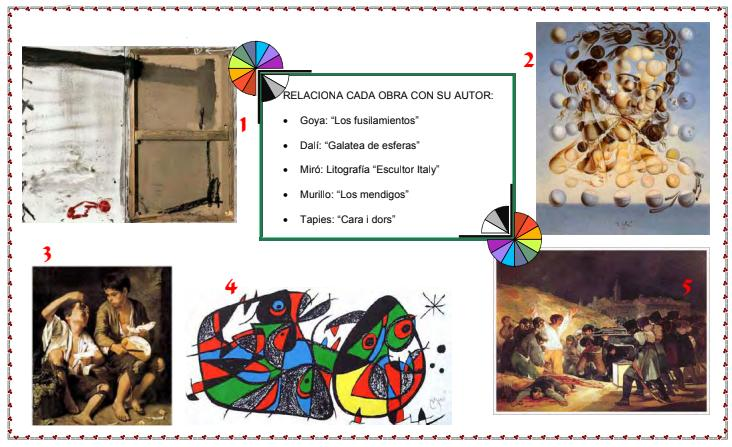 1
2
RELACIONA CADA OBRA CON SU AUTOR:
• Goya: “Los fusilamientos”
• Dalí: “Galatea de esferas”
• Miró: Litografía “Escultor Italy”
• Murillo: “Los mendigos”
• Tapies: “Cara i dors”
3
4
5